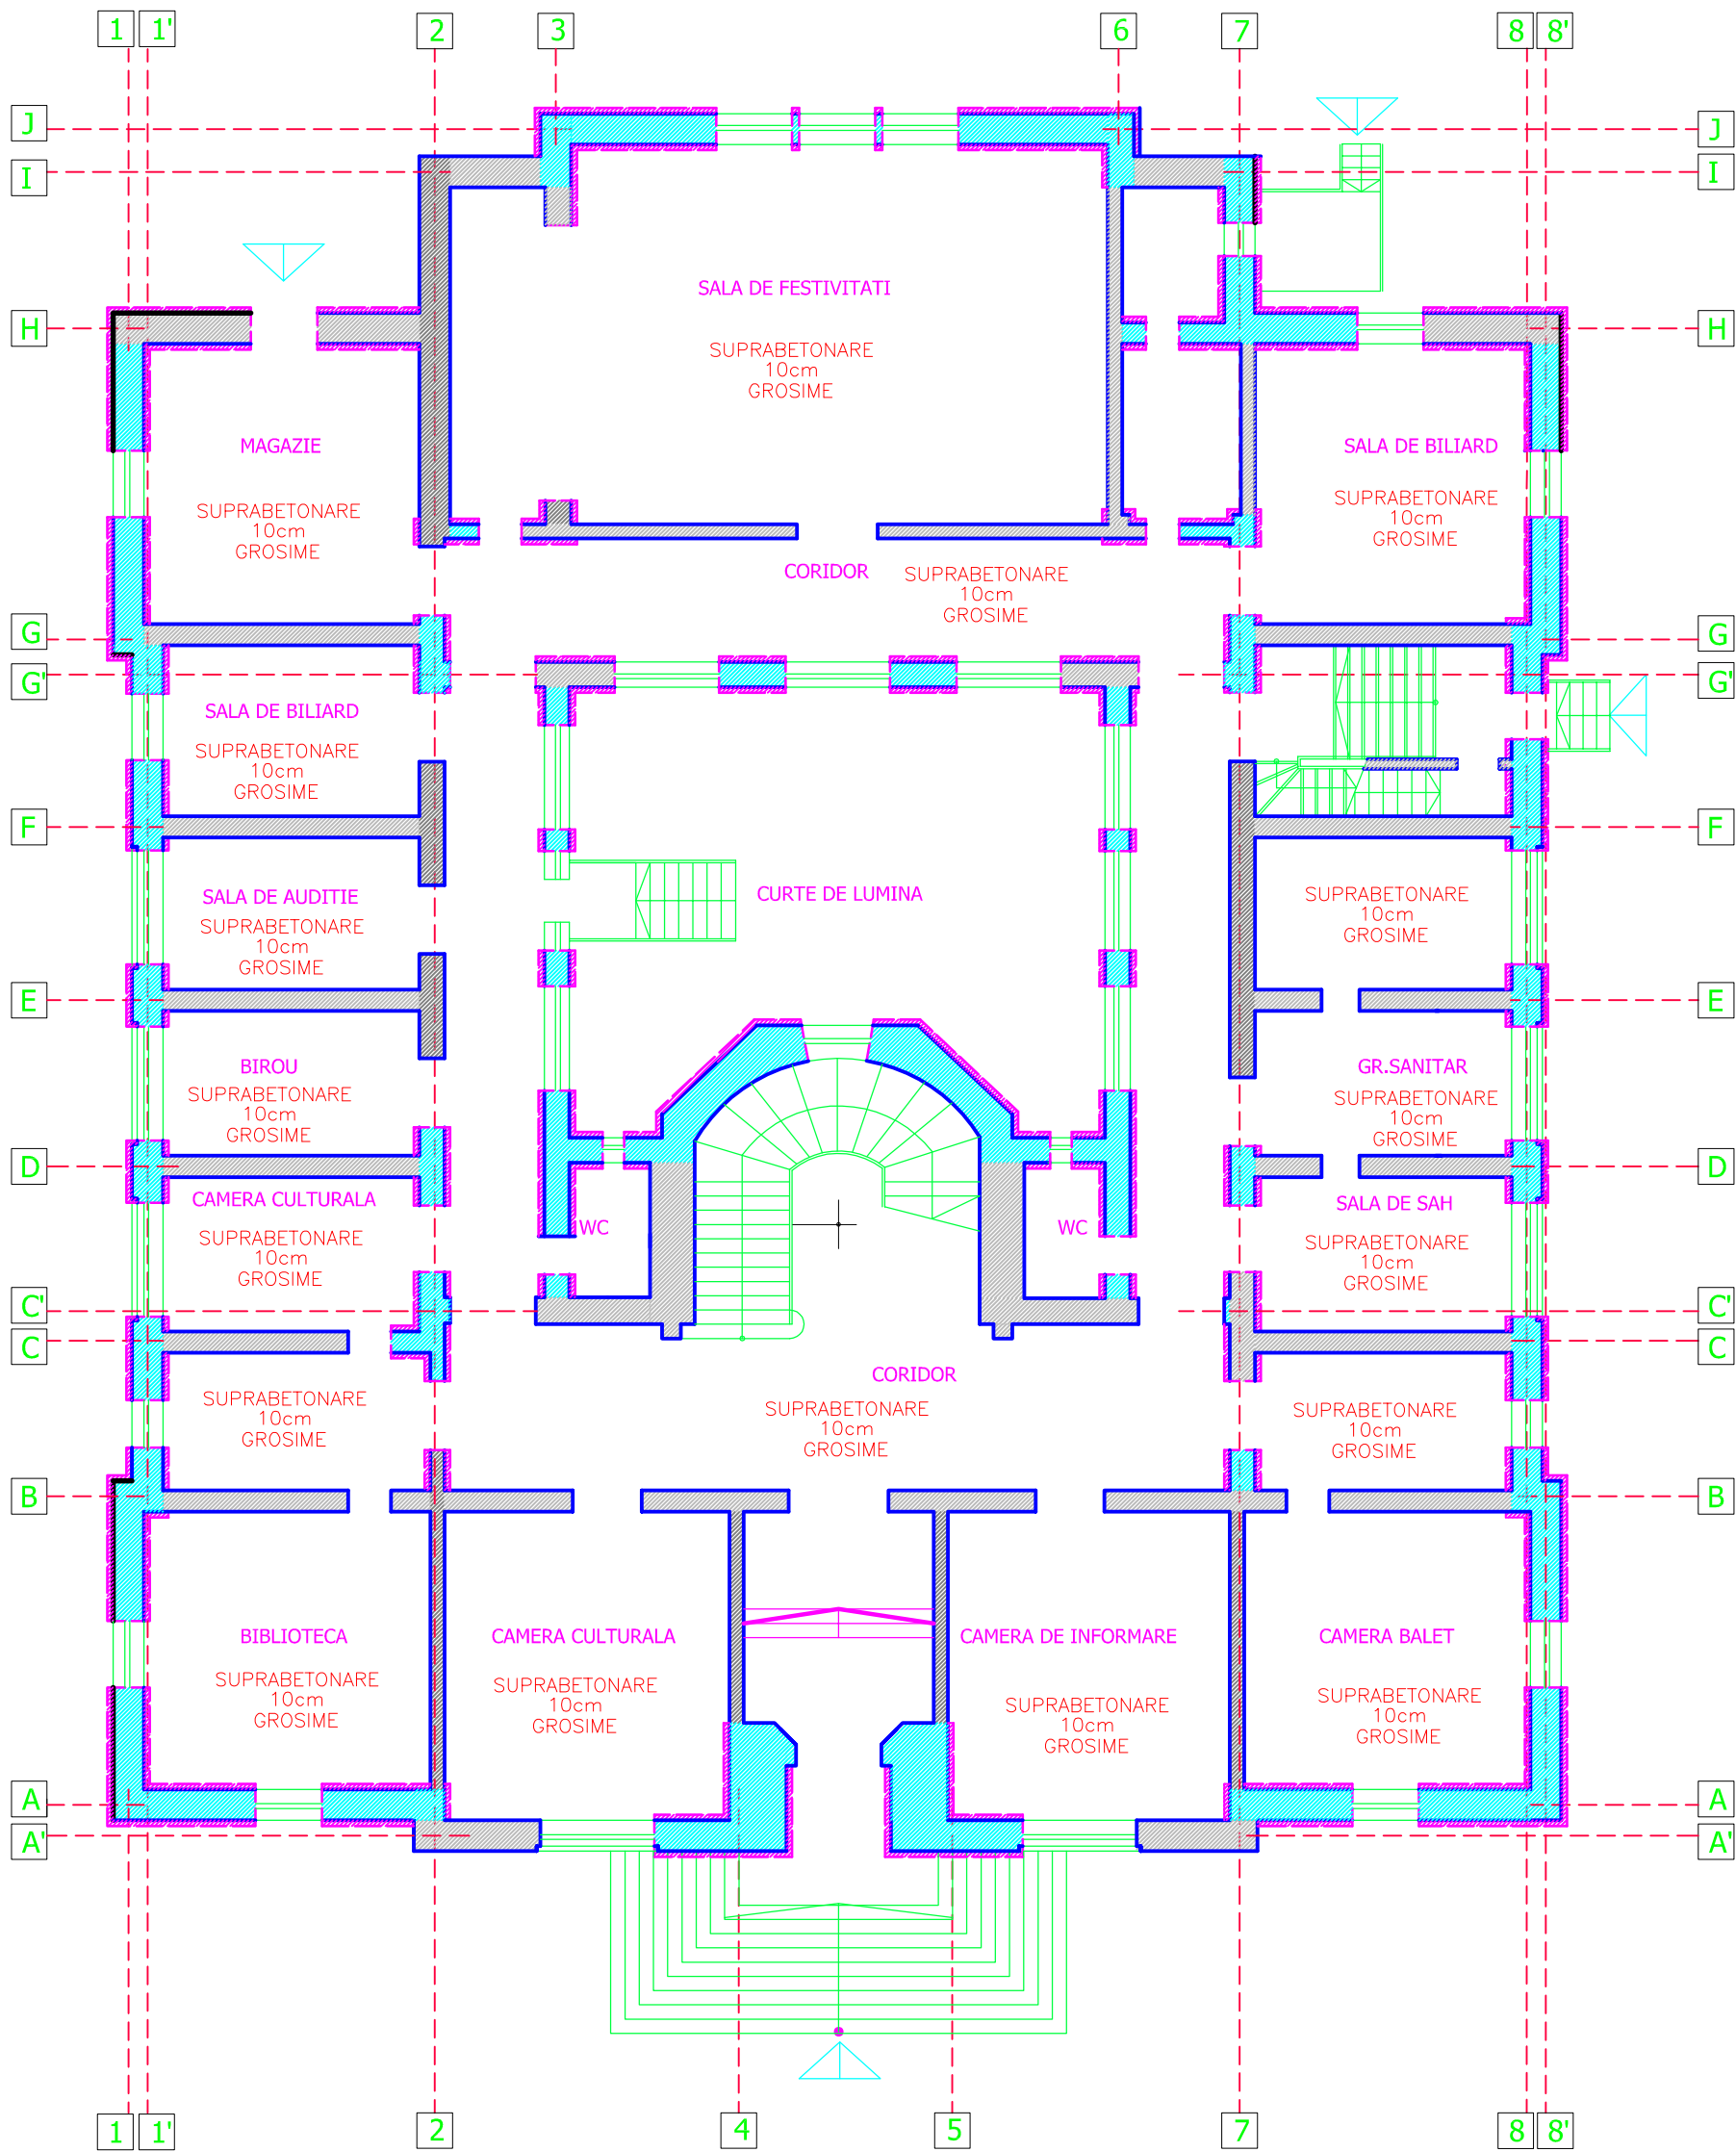 1 1' 2 3 6 7 8 8'
J J
I I
SALA DE FESTIVITATI
H H
SUPRABETONARE
10cm
GROSIME
MAGAZIE
SALA DE BILIARD
SUPRABETONARE
10cm
GROSIME
SUPRABETONARE
10cm
GROSIME
CORIDOR
SUPRABETONARE
10cm
GROSIME
G G
G' G'
SALA DE BILIARD
SUPRABETONARE
10cm
GROSIME
F F
SALA DE AUDITIE
SUPRABETONARE
10cm
GROSIME
CURTE DE LUMINA
SUPRABETONARE
10cm
GROSIME
E E
BIROU
SUPRABETONARE
10cm
GROSIME
GR.SANITAR
SUPRABETONARE
10cm
GROSIME
D D
CAMERA CULTURALA
SUPRABETONARE
10cm
GROSIME
WC
WC
SALA DE SAH
SUPRABETONARE
10cm
GROSIME
C' C'
C C
CORIDOR
SUPRABETONARE
10cm
GROSIME
SUPRABETONARE
10cm
GROSIME
SUPRABETONARE
10cm
GROSIME
B B
BIBLIOTECA
SUPRABETONARE
10cm
GROSIME
CAMERA CULTURALA
SUPRABETONARE
10cm
GROSIME
CAMERA DE INFORMARE
SUPRABETONARE
10cm
GROSIME
CAMERA BALET
SUPRABETONARE
10cm
GROSIME
A A
A' A'
1 1' 2 4 5 7 8 8'